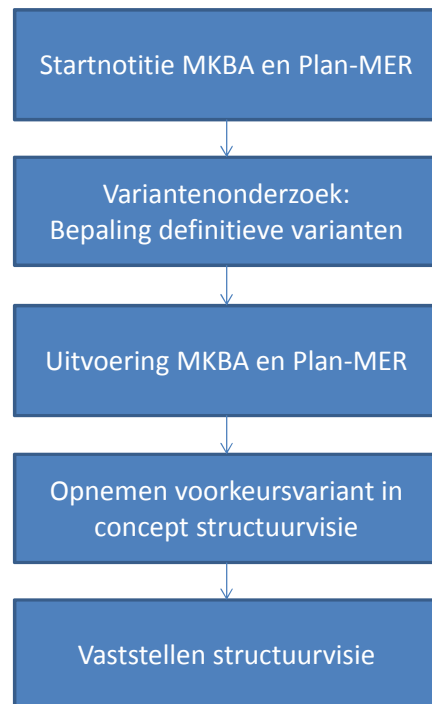 Startnotitie MKBA en Plan-MER
Variantenonderzoek:
Bepaling definitieve varianten
Uitvoering MKBA en Plan-MER
Opnemen voorkeursvariant in
concept structuurvisie
Vaststellen structuurvisie